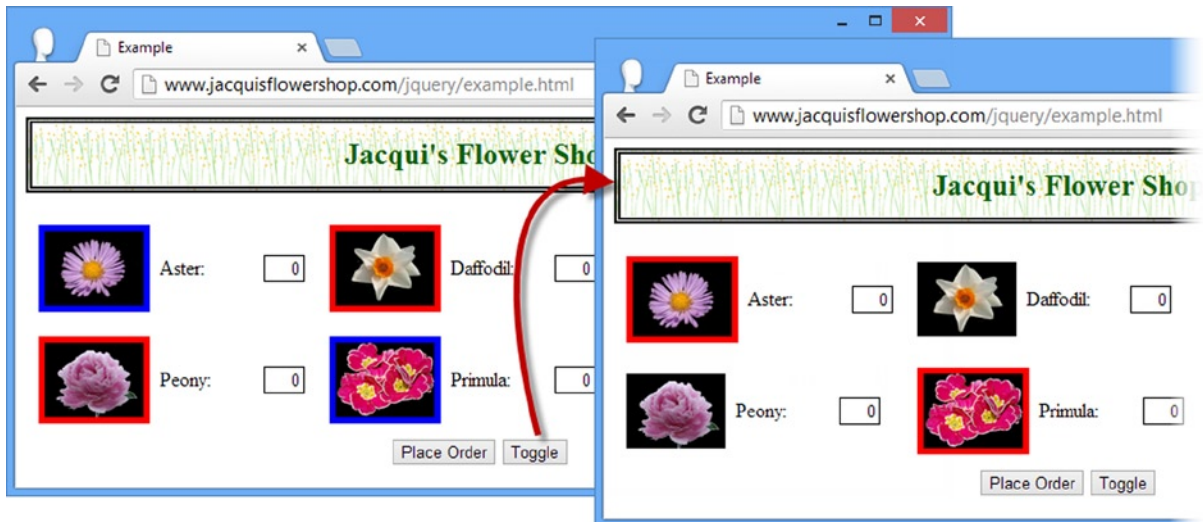 Example
www.jacquisflowershop.com/jquery/example.html
Jacqui's Flower Sho
Aster: 0
Daffodil: 0
Peony: 0
Primula: 0
Place Order Toggle
Example
www.jacquisflowershop.com/jquery/example.html
Jacqui's Flower Shop
Aster: 0
Daffodil: 0
Peony: 0
Primula: 0
Place Order Toggle